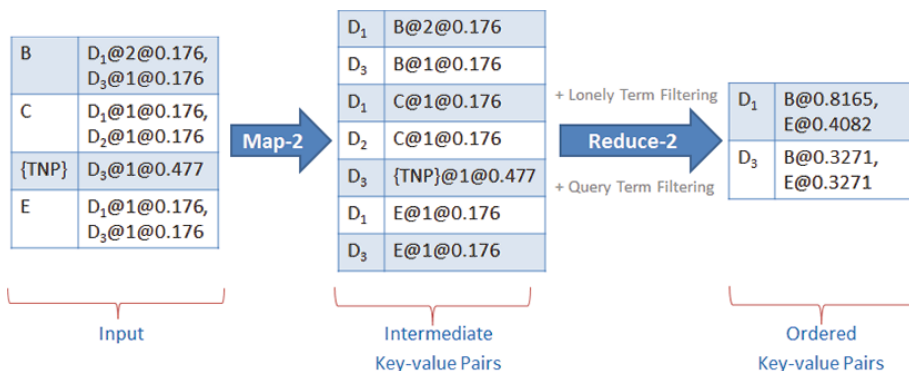 B D₁@2@0.176,
D₃@1@0.176
C D₁@1@0.176,
D₂@1@0.176
{TNP} D₃@1@0.477
E D₁@1@0.176,
D₃@1@0.176
Input
Map-2
D₁ B@2@0.176
D₃ B@1@0.176
D₁ C@1@0.176
D₂ C@1@0.176
D₃ {TNP}@1@0.477
D₁ E@1@0.176
D₃ E@1@0.176
Intermediate
Key-value Pairs
+ Lonely Term Filtering
Reduce-2
+ Query Term Filtering
D₁ B@0.8165,
E@0.4082
D₃ B@0.3271,
E@0.3271
Ordered
Key-value Pairs